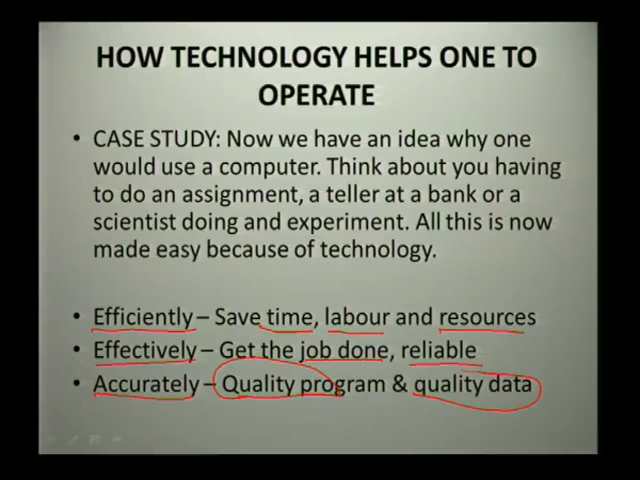 HOW TECHNOLOGY HELPS ONE TO
OPERATE
• CASE STUDY: Now we have an idea why one
would use a computer. Think about you having
to do an assignment, a teller at a bank or a
scientist doing and experiment. All this is now
made easy because of technology.
• Efficiently – Save time, labour and resources
• Effectively – Get the job done, reliable
• Accurately – Quality program & quality data